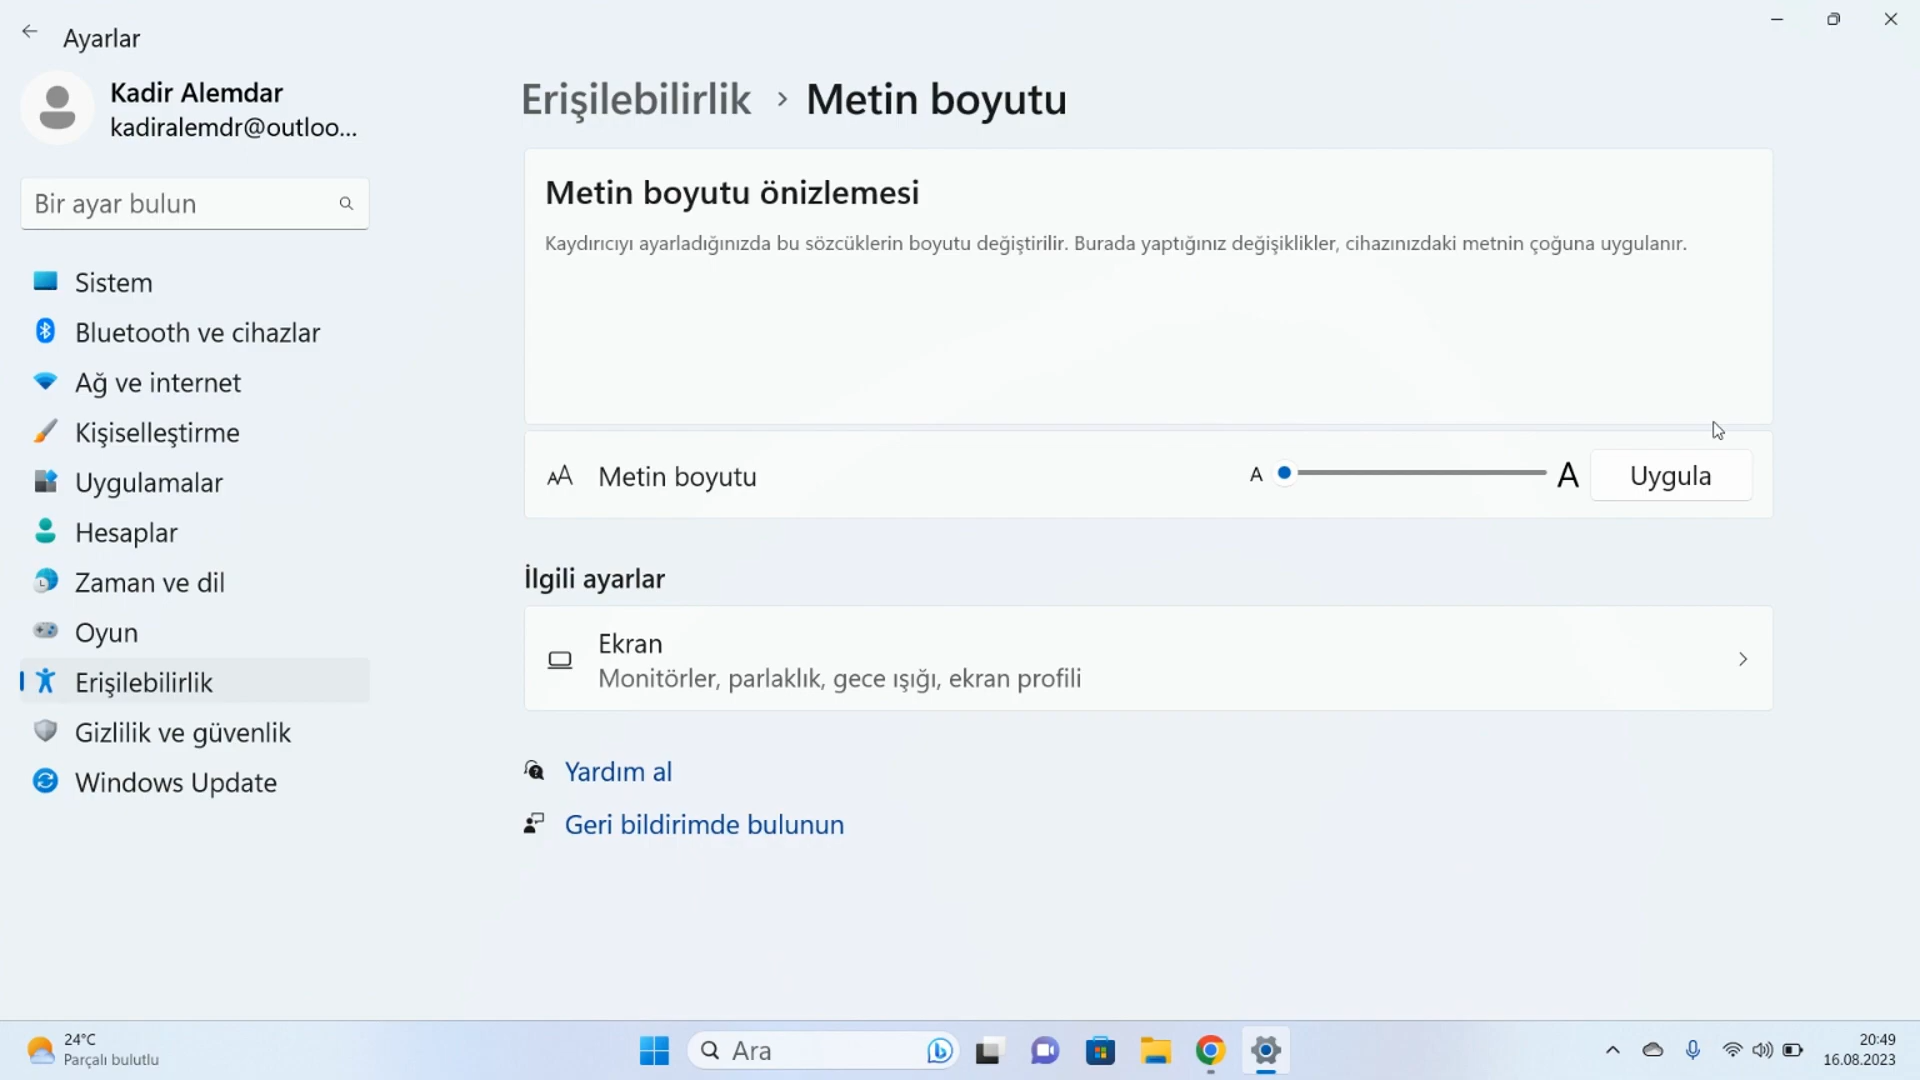 Ayarlar
Kadir Alemdar
kadiralemdr@outloo...
Bir ayar bulun
Sistem
Bluetooth ve cihazlar
Ağ ve internet
Kişiselleştirme
Uygulamalar
Hesaplar
Zaman ve dil
Oyun
Erişilebilirlik
Gizlilik ve güvenlik
Windows Update
Erişilebilirlik > Metin boyutu
Metin boyutu önizlemesi
Kaydırıcıyı ayarladığınızda bu sözcüklerin boyutu değiştirilir. Burada yaptığınız değişiklikler, cihazınızdaki metnin çoğuna uygulanır.
Metin boyutu
A A
Uygula
İlgili ayarlar
Ekran
Monitörler, parlaklık, gece ışığı, ekran profili
Yardım al
Geri bildirimde bulunun
24°C
Parçalı bulutlu
Ara
20:49
16.08.2023